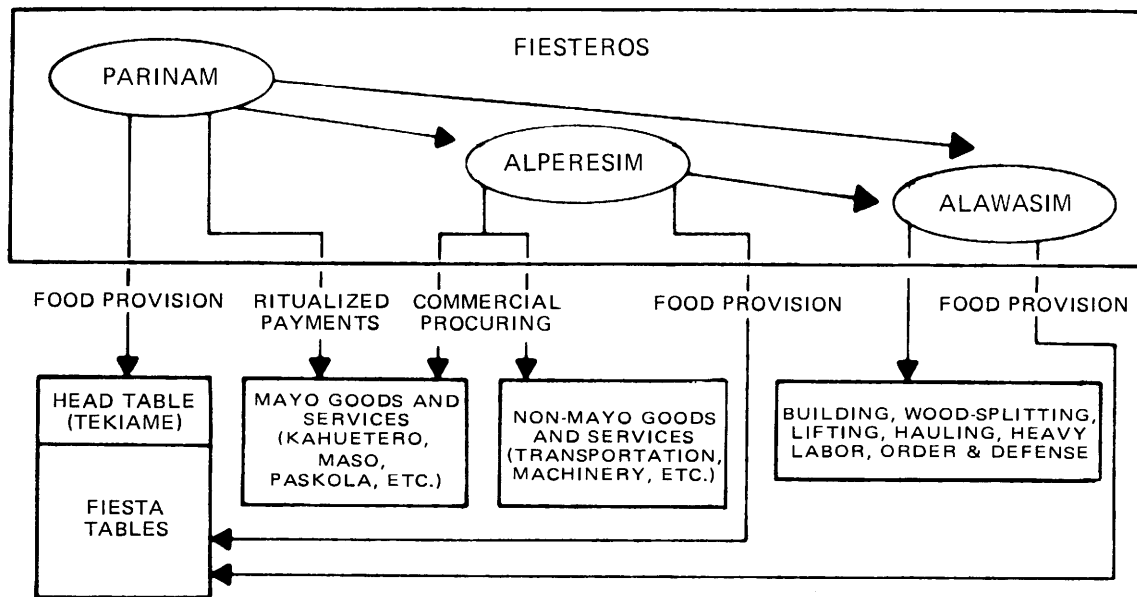 FIESTEROS
PARINAM
ALPERESIM
ALAWASIM
FOOD PROVISION
RITUALIZED
PAYMENTS
COMMERCIAL
PROCURING
FOOD PROVISION
FOOD PROVISION
HEAD TABLE
(TEKIAME)
FIESTA
TABLES
MAYO GOODS AND
SERVICES
(KAHUETERO,
MASO,
PASKOLA, ETC.)
NON-MAYO GOODS
AND SERVICES
(TRANSPORTATION,
MACHINERY, ETC.)
BUILDING, WOOD-SPLITTING,
LIFTING, HAULING, HEAVY
LABOR, ORDER & DEFENSE